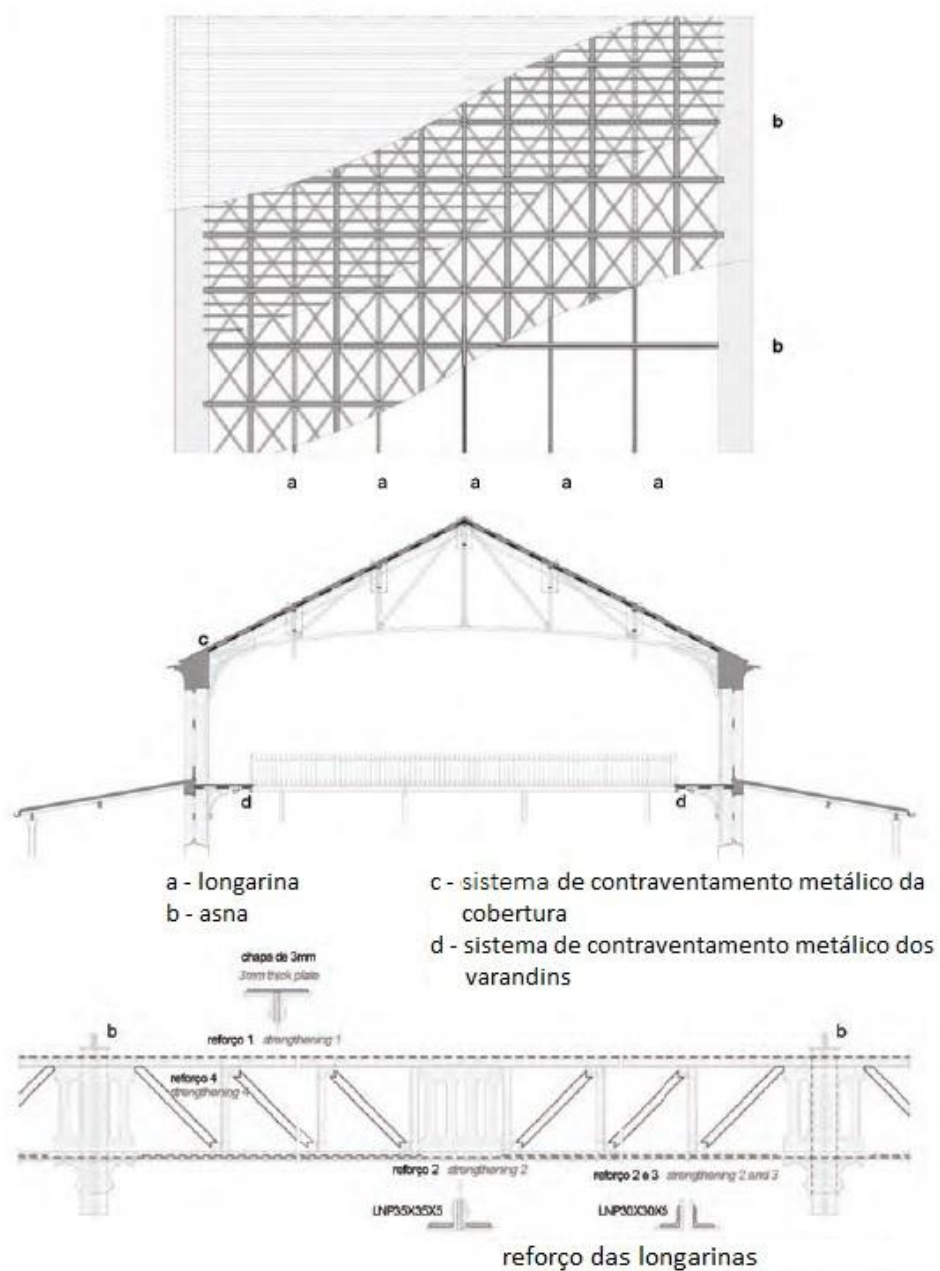 b
b
a a a a a
c
d d
a - longarina
b - asna
c - sistema de contraventamento metálico da
cobertura
d - sistema de contraventamento metálico dos
varandins
chapa de 3mm
3mm thick plate
b b
reforço 1 strengthening 1
reforço 4
strengthening 4
reforço 2 strengthening 2
reforço 2 e 3 strengthening 2 and 3
LNP35X35X5
LNP30X30X5
reforço das longarinas